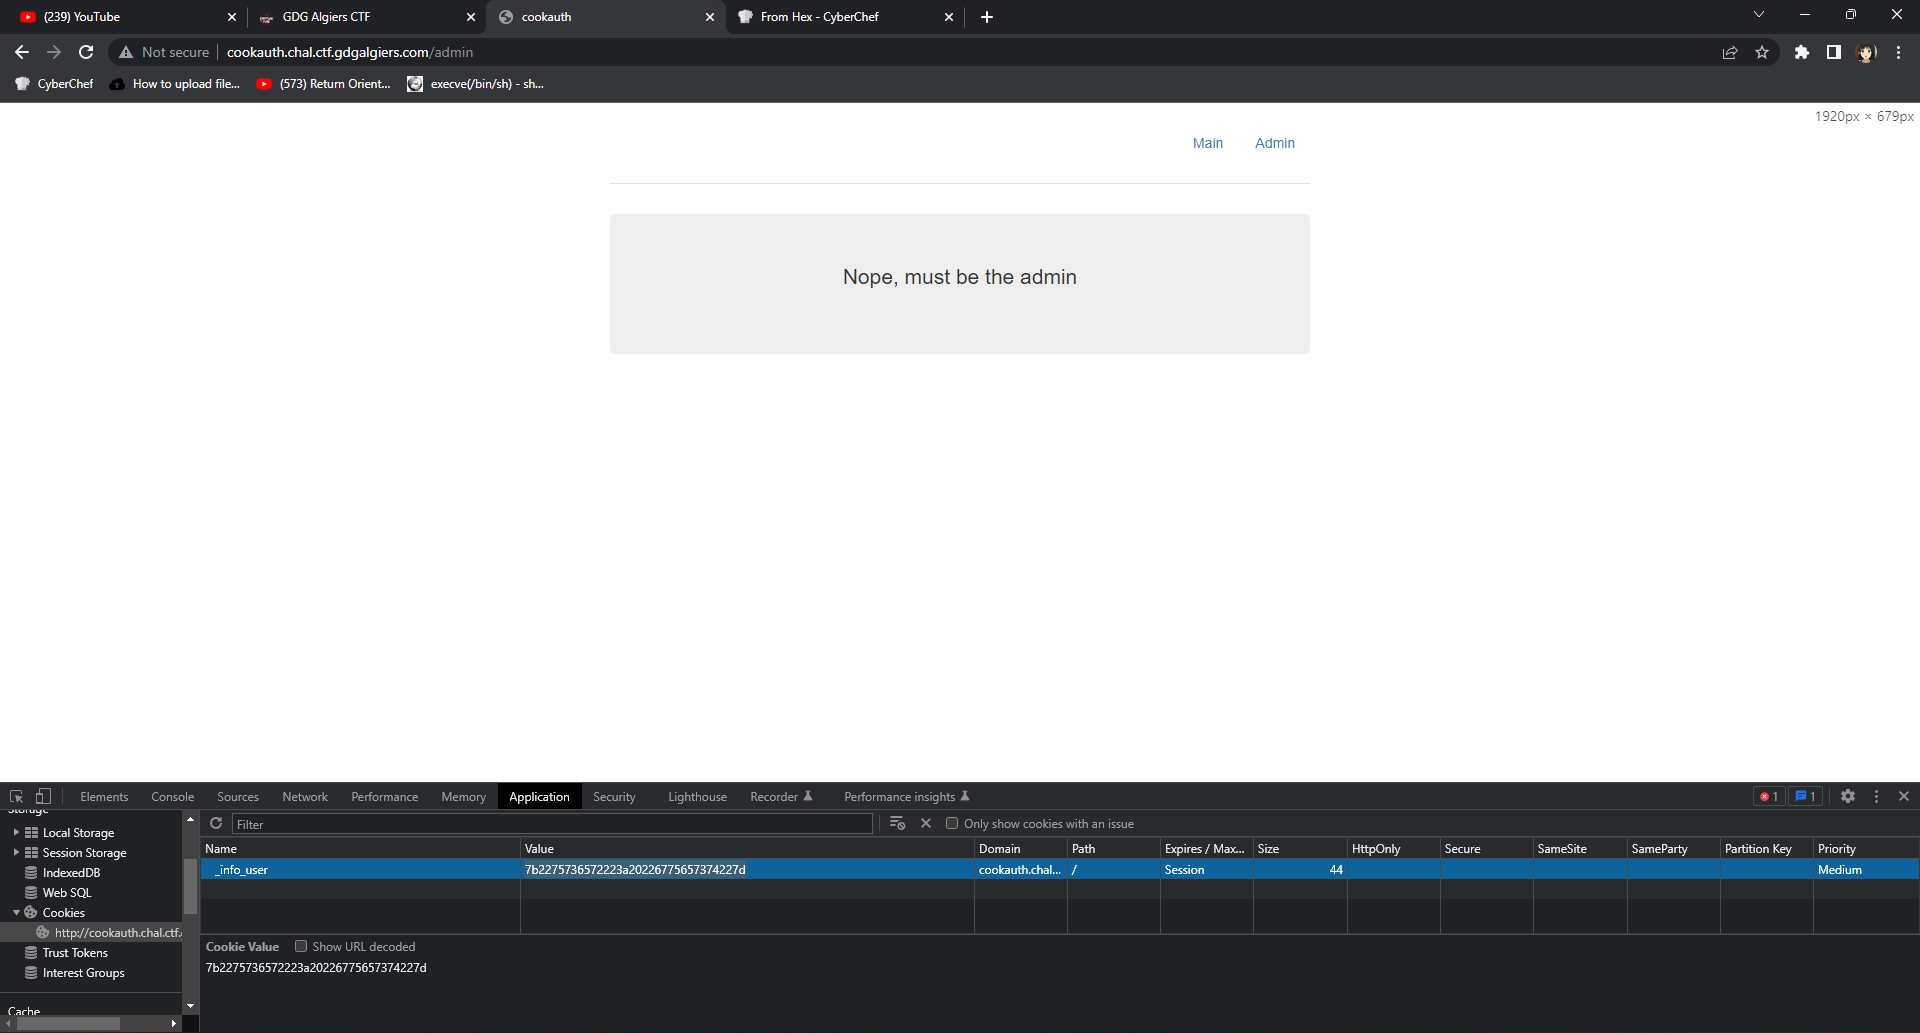 (239) YouTube
GDG Algiers CTF
cookauth
From Hex - CyberChef
Not secure
cookauth.chal.ctf.gdgalgiers.com/admin
CyberChef
How to upload file...
(573) Return Orient...
execve(/bin/sh) - sh...
1920px × 679px
Main
Admin
Nope, must be the admin
Elements
Console
Sources
Network
Performance
Memory
Application
Security
Lighthouse
Recorder
Performance insights
1
1
Storage
Local Storage
Session Storage
IndexedDB
Web SQL
Cookies
http://cookauth.chal.ctf.
Trust Tokens
Interest Groups
Cache
Filter
Only show cookies with an issue
Name
Value
Domain
Path
Expires / Max...
Size
HttpOnly
Secure
SameSite
SameParty
Partition Key
Priority
_info_user
7b2275736572223a20226775657374227d
cookauth.chal...
/
Session
44
Medium
Cookie Value
Show URL decoded
7b2275736572223a20226775657374227d